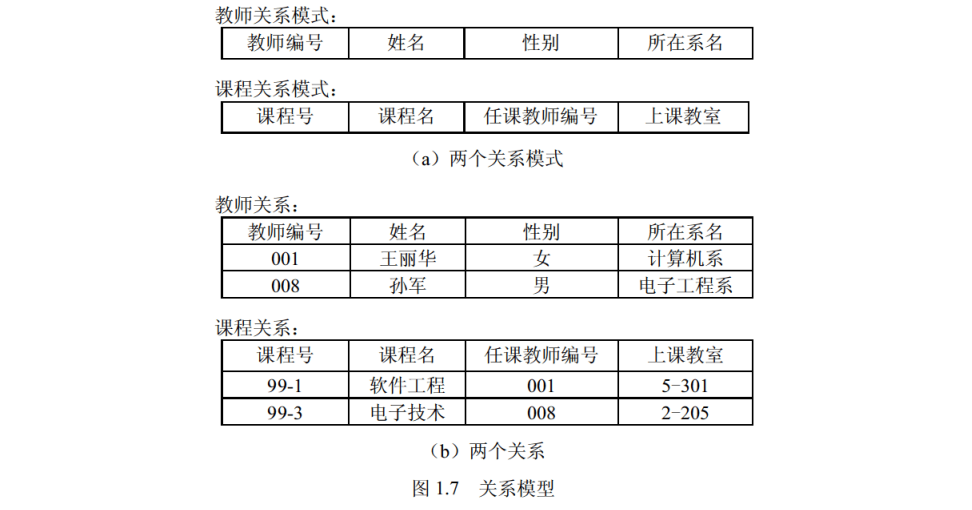 教师关系模式：
教师编号 姓名 性别 所在系名
课程关系模式：
课程号 课程名 任课教师编号 上课教室
（a）两个关系模式
教师关系：
教师编号 姓名 性别 所在系名
001 王丽华 女 计算机系
008 孙军 男 电子工程系
课程关系：
课程号 课程名 任课教师编号 上课教室
99-1 软件工程 001 5-301
99-3 电子技术 008 2-205
（b）两个关系
图 1.7 关系模型